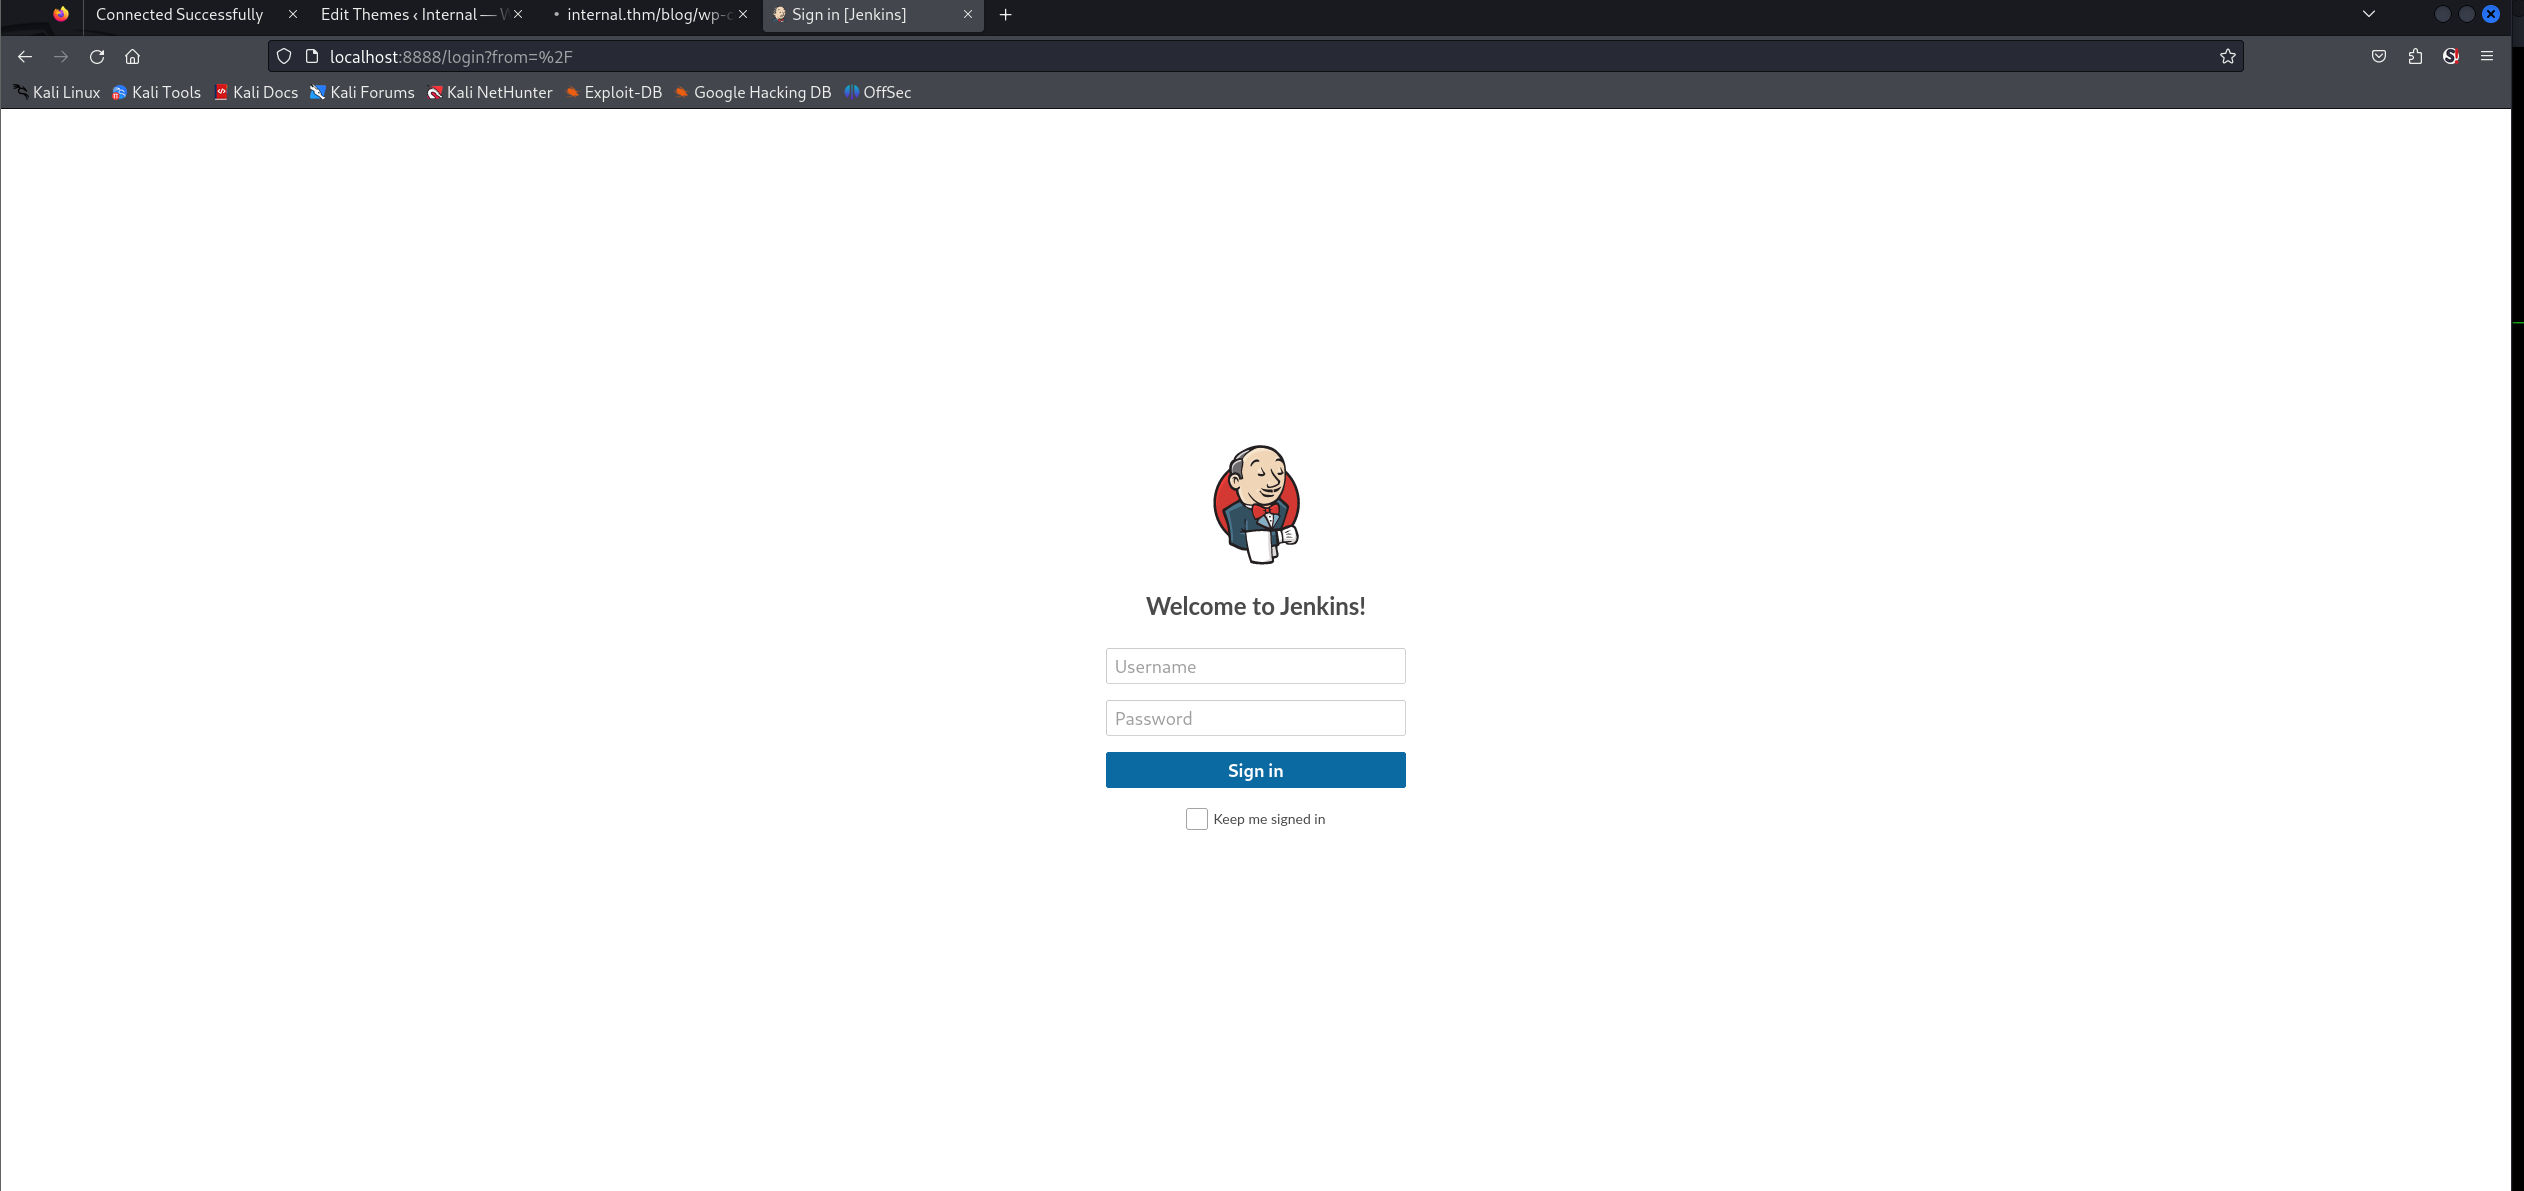 Connected Successfully
Edit Themes ‹ Internal — W
internal.thm/blog/wp-c
Sign in [Jenkins]
localhost:8888/login?from=%2F
Kali Linux Kali Tools Kali Docs Kali Forums Kali NetHunter Exploit-DB Google Hacking DB OffSec
Welcome to Jenkins!
Username
Password
Sign in
Keep me signed in